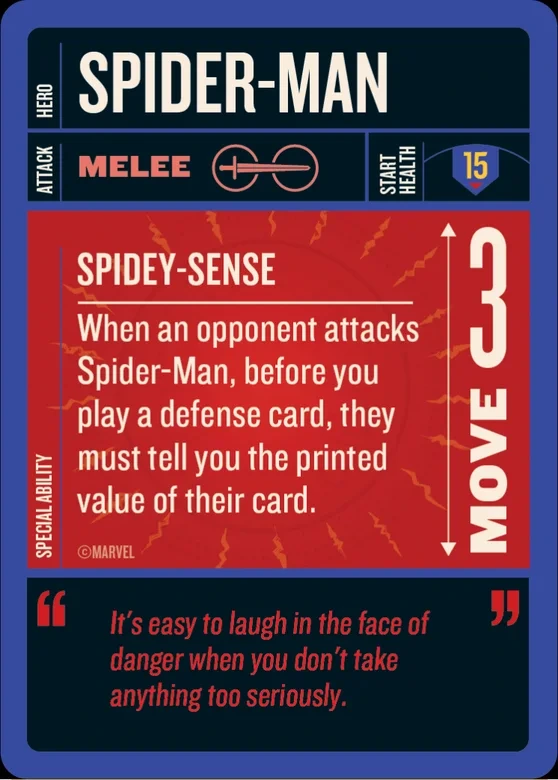 HERO
SPIDER-MAN
ATTACK
MELEE
START
HEALTH
15
SPECIAL ABILITY
SPIDEY-SENSE
When an opponent attacks
Spider-Man, before you
play a defense card, they
must tell you the printed
value of their card.
©MARVEL
MOVE 3
“ It’s easy to laugh in the face of ”
danger when you don’t take
anything too seriously.